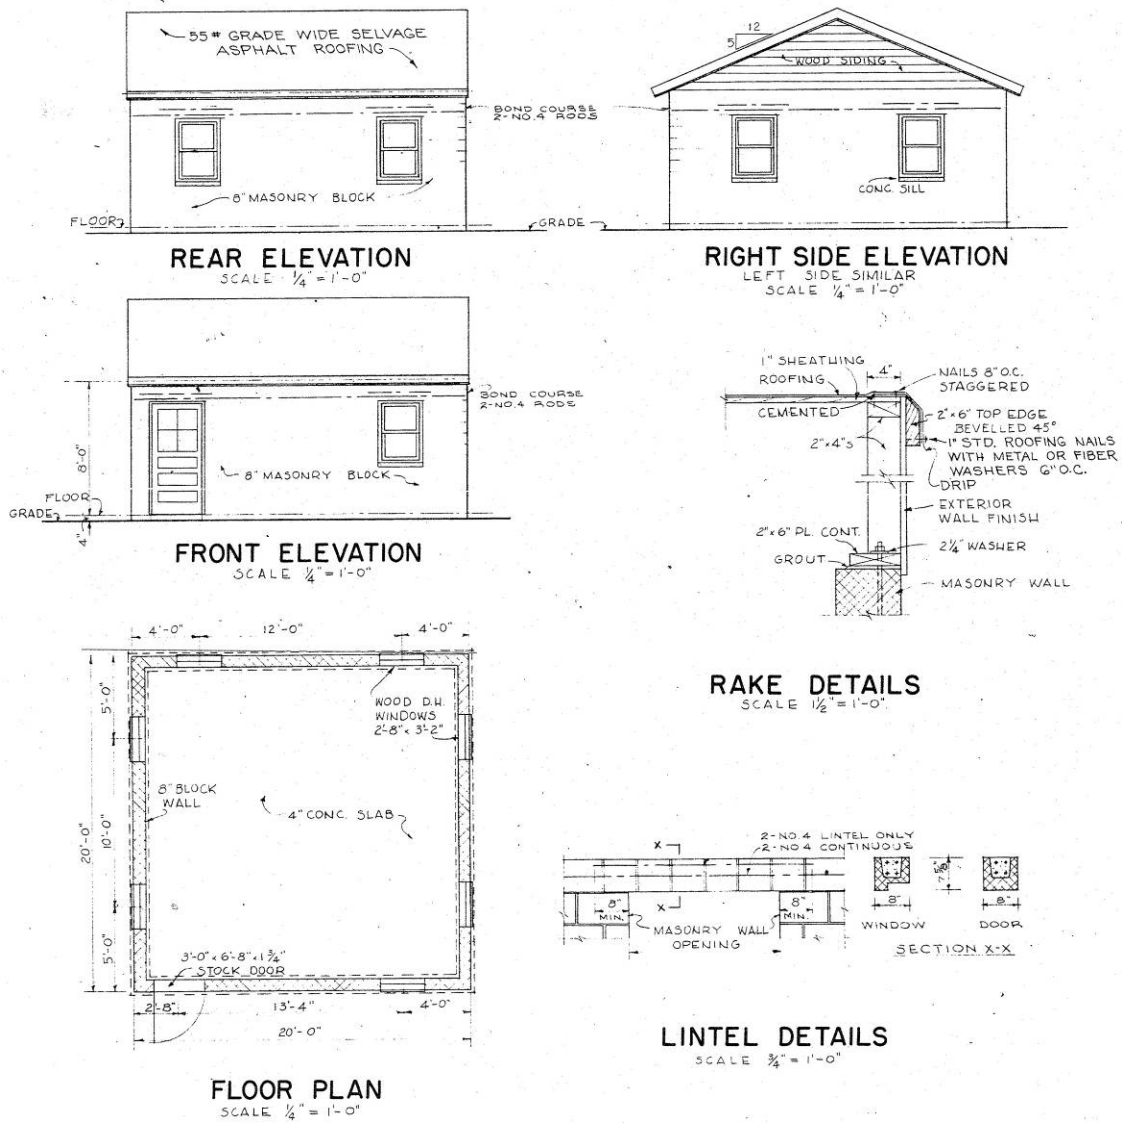 55# GRADE WIDE SELVAGE
ASPHALT ROOFING
BOND COURSE
2-NO.4 RODS
8" MASONRY BLOCK
FLOOR
GRADE
REAR ELEVATION
SCALE ¼" = 1'-0"
12
5
WOOD SIDING
CONC. SILL
RIGHT SIDE ELEVATION
LEFT SIDE SIMILAR
SCALE ¼" = 1'-0"
BOND COURSE
2-NO.4 RODS
8'-0"
8" MASONRY BLOCK
FLOOR
GRADE
4"
FRONT ELEVATION
SCALE ¼" = 1'-0"
1" SHEATHING
ROOFING
CEMENTED
4"
NAILS 8" O.C.
STAGGERED
2"x6" TOP EDGE
BEVELLED 45°
2"x4"s
1" STD. ROOFING NAILS
WITH METAL OR FIBER
WASHERS 6" O.C.
DRIP
EXTERIOR
WALL FINISH
2"x6" PL. CONT.
2¼" WASHER
GROUT
MASONRY WALL
RAKE DETAILS
SCALE 1½" = 1'-0"
4'-0"
12'-0"
4'-0"
5'-0"
WOOD D.H.
WINDOWS
2'-8" x 3'-2"
8" BLOCK
WALL
4" CONC. SLAB
20'-0"
10'-0"
5'-0"
3'-0" x 6'-8" x 1¾"
STOCK DOOR
2'-8"
13'-4"
4'-0"
20'-0"
FLOOR PLAN
SCALE ¼" = 1'-0"
2-NO.4 LINTEL ONLY
2-NO.4 CONTINUOUS
X
X
8"
MIN.
8"
MIN.
MASONRY WALL
OPENING
7⅝"
8"
8"
WINDOW
DOOR
SECTION X-X
LINTEL DETAILS
SCALE ¾" = 1'-0"